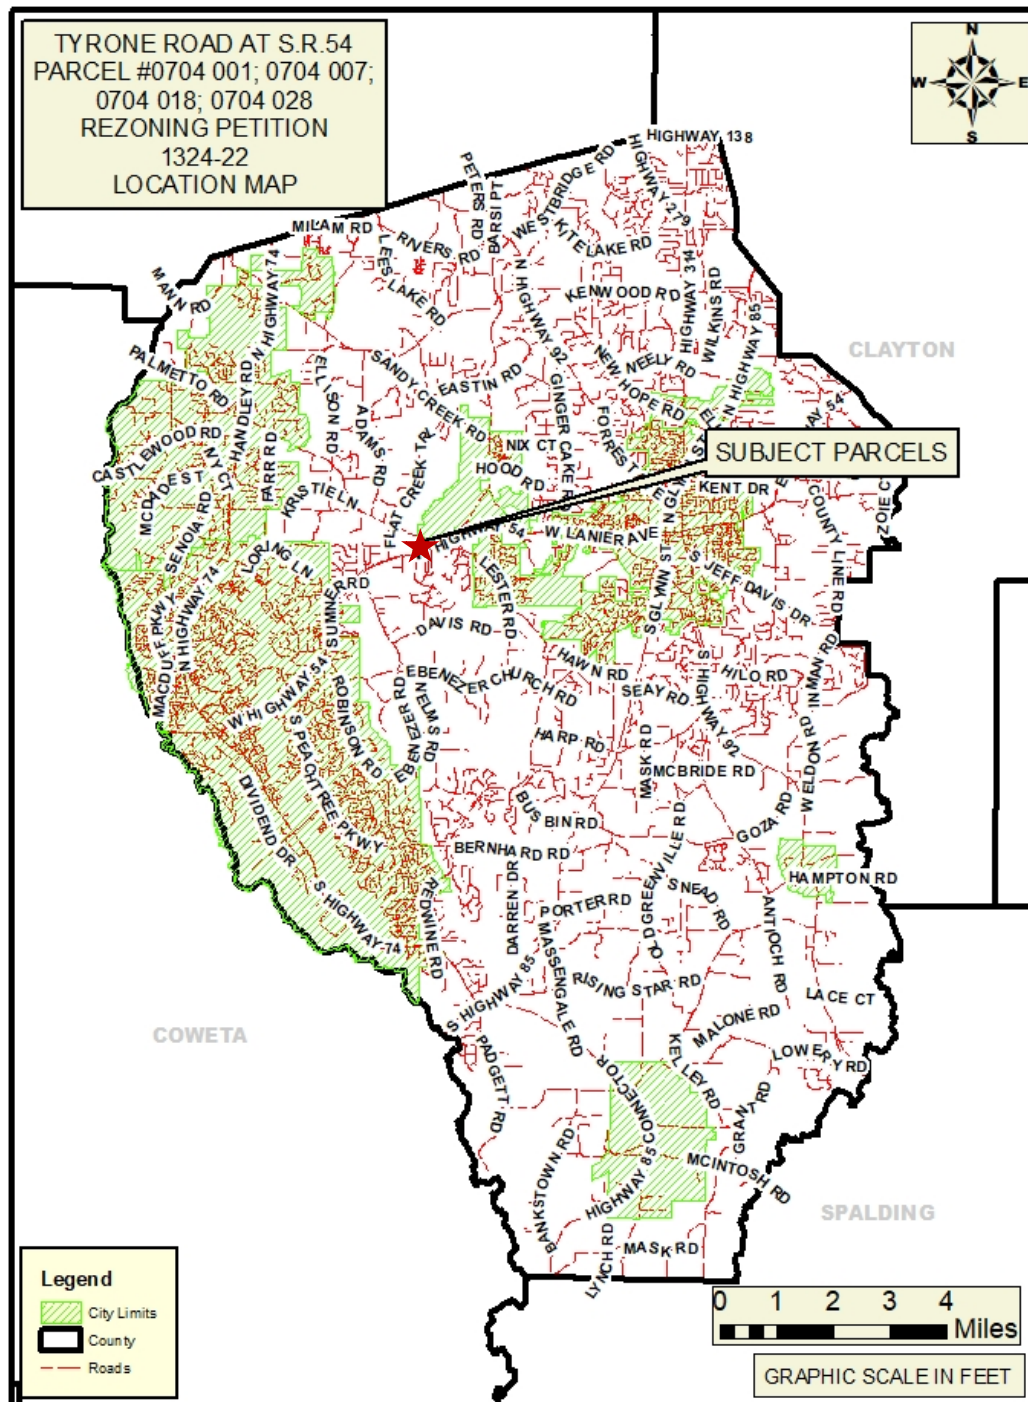 TYRONE ROAD AT S.R.54
PARCEL #0704 001; 0704 007;
0704 018; 0704 028
REZONING PETITION
1324-22
LOCATION MAP
N
W
E
S
HIGHWAY 138
PETERS RD
BARSI PT
WESTBRIDGE RD
HIGHWAY 279
MILAM RD
LEES LAKE RD
RIVERS RD
KITE LAKE RD
N HIGHWAY 74
MANN RD
N HIGHWAY 92
KENWOOD RD
HIGHWAY 314
WILKINS RD
N HIGHWAY 85
CLAYTON
PALMETTO RD
HANDLEY RD
ELLISON RD
SANDY CREEK RD
EASTIN RD
NEW HOPE RD
NEELY RD
GINGER CAKE RD
FORREST
ADAMS RD
FLAT CREEK TRL
NIX CT
HOOD RD
CASTLEWOOD RD
NY CT
FARR RD
KRISTIE LN
MCDADE ST
SENOIA RD
SUBJECT PARCELS
KENT DR
COUNTY LINE RD
ZOIE CT
HIGHWAY 54
W LANIER AVE
LORING LN
SUMNER RD
LESTER RD
S JEFF DAVIS DR
MACDUFF PKWY
N HIGHWAY 74
DAVIS RD
S GLYNN ST
INMAN RD
HAWN RD
HILO RD
EBENEZER CHURCH RD
SEAY RD
S HIGHWAY 92
W HIGHWAY 54
ROBINSON RD
EBENEZER RD
NELMS RD
S PEACHTREE PKWY
HARP RD
MASK RD
MCBRIDE RD
WELDON RD
DIVIDEND DR
BUSBIN RD
GOZA RD
BERNHARD RD
OLD GREENVILLE RD
HAMPTON RD
S HIGHWAY 74
REDWINE RD
DARREN DR
PORTER RD
SNEAD RD
ANTIOCH RD
MASSENGALE RD
RISING STAR RD
LACE CT
S HIGHWAY 85
MALONE RD
COWETA
PADGETT RD
KELLEY RD
LOWERY RD
GRANT RD
HIGHWAY 85 CONNECTOR
MCINTOSH RD
BANKSTOWN RD
SPALDING
LYNCH RD
MASK RD
Legend
City Limits
County
Roads
0 1 2 3 4
Miles
GRAPHIC SCALE IN FEET